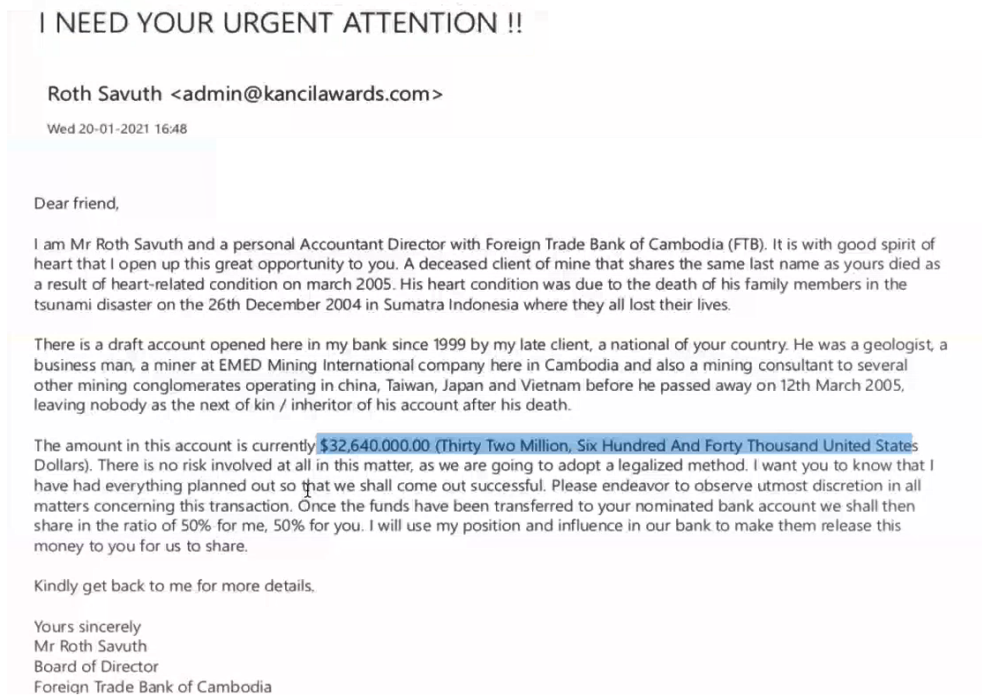 I NEED YOUR URGENT ATTENTION !!
Roth Savuth <admin@kancilawards.com>
Wed 20-01-2021 16:48
Dear friend,
I am Mr Roth Savuth and a personal Accountant Director with Foreign Trade Bank of Cambodia (FTB). It is with good spirit of
heart that I open up this great opportunity to you. A deceased client of mine that shares the same last name as yours died as
a result of heart-related condition on march 2005. His heart condition was due to the death of his family members in the
tsunami disaster on the 26th December 2004 in Sumatra Indonesia where they all lost their lives.
There is a draft account opened here in my bank since 1999 by my late client, a national of your country. He was a geologist, a
business man, a miner at EMED Mining International company here in Cambodia and also a mining consultant to several
other mining conglomerates operating in china, Taiwan, Japan and Vietnam before he passed away on 12th March 2005,
leaving nobody as the next of kin / inheritor of his account after his death.
The amount in this account is currently $32,640.000.00 (Thirty Two Million, Six Hundred And Forty Thousand United States
Dollars). There is no risk involved at all in this matter, as we are going to adopt a legalized method. I want you to know that I
have had everything planned out so that we shall come out successful. Please endeavor to observe utmost discretion in all
matters concerning this transaction. Once the funds have been transferred to your nominated bank account we shall then
share in the ratio of 50% for me, 50% for you. I will use my position and influence in our bank to make them release this
money to you for us to share.
Kindly get back to me for more details.
Yours sincerely
Mr Roth Savuth
Board of Director
Foreign Trade Bank of Cambodia